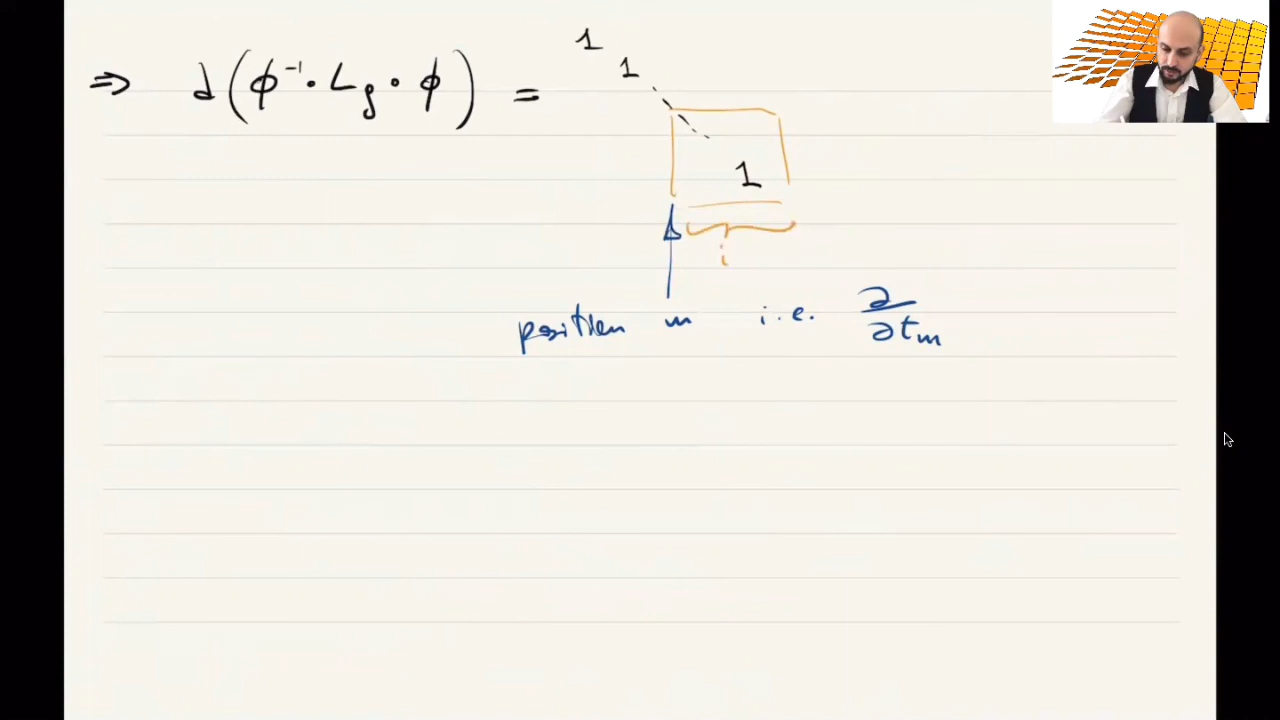 ⇒ d(ϕ⁻¹ ∘ L_g ∘ ϕ) =
1
1
1
i
position m i.e. ∂/∂t_m